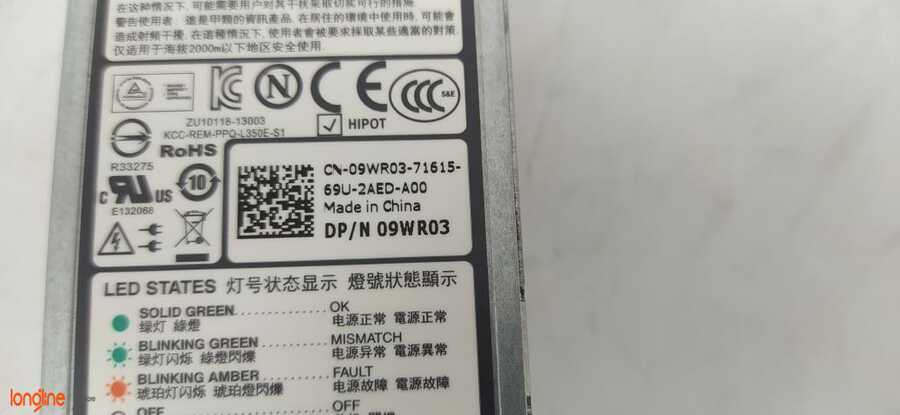 在这种情况下, 可能需要用户对其干扰采取切实可行的措施.
警告使用者: 這是甲類的資訊產品, 在居住的環境中使用時, 可能會
造成射頻干擾, 在這種情況下, 使用者會被要求採取某些適當的對策.
仅适用于海拔2000m以下地区安全使用.
N
CE
CCC
S&E
ZU10118-13003
KCC-REM-PPO-L350E-S1
HIPOT
R33275
RoHS
c UR US
10
E132068
CN-09WR03-71615-
69U-2AED-A00
Made in China
DP/N 09WR03
LED STATES 灯号状态显示 燈號狀態顯示
SOLID GREEN..............OK
绿灯 綠燈 电源正常 電源正常
BLINKING GREEN..........MISMATCH
绿灯闪烁 綠燈閃爍 电源异常 電源異常
BLINKING AMBER.........FAULT
琥珀灯闪烁 琥珀燈閃爍 电源故障 電源故障
OFF..............OFF
longline